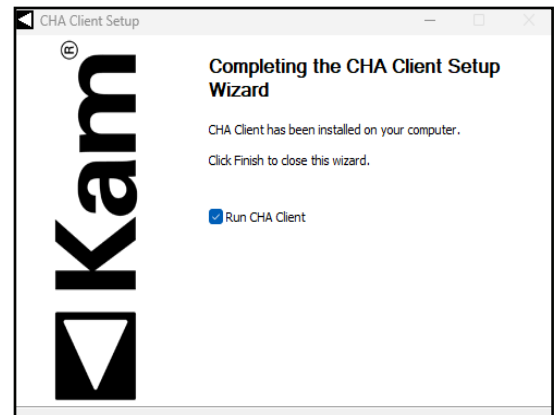 CHA Client Setup
Kam®
Completing the CHA Client Setup
Wizard
CHA Client has been installed on your computer.
Click Finish to close this wizard.
Run CHA Client